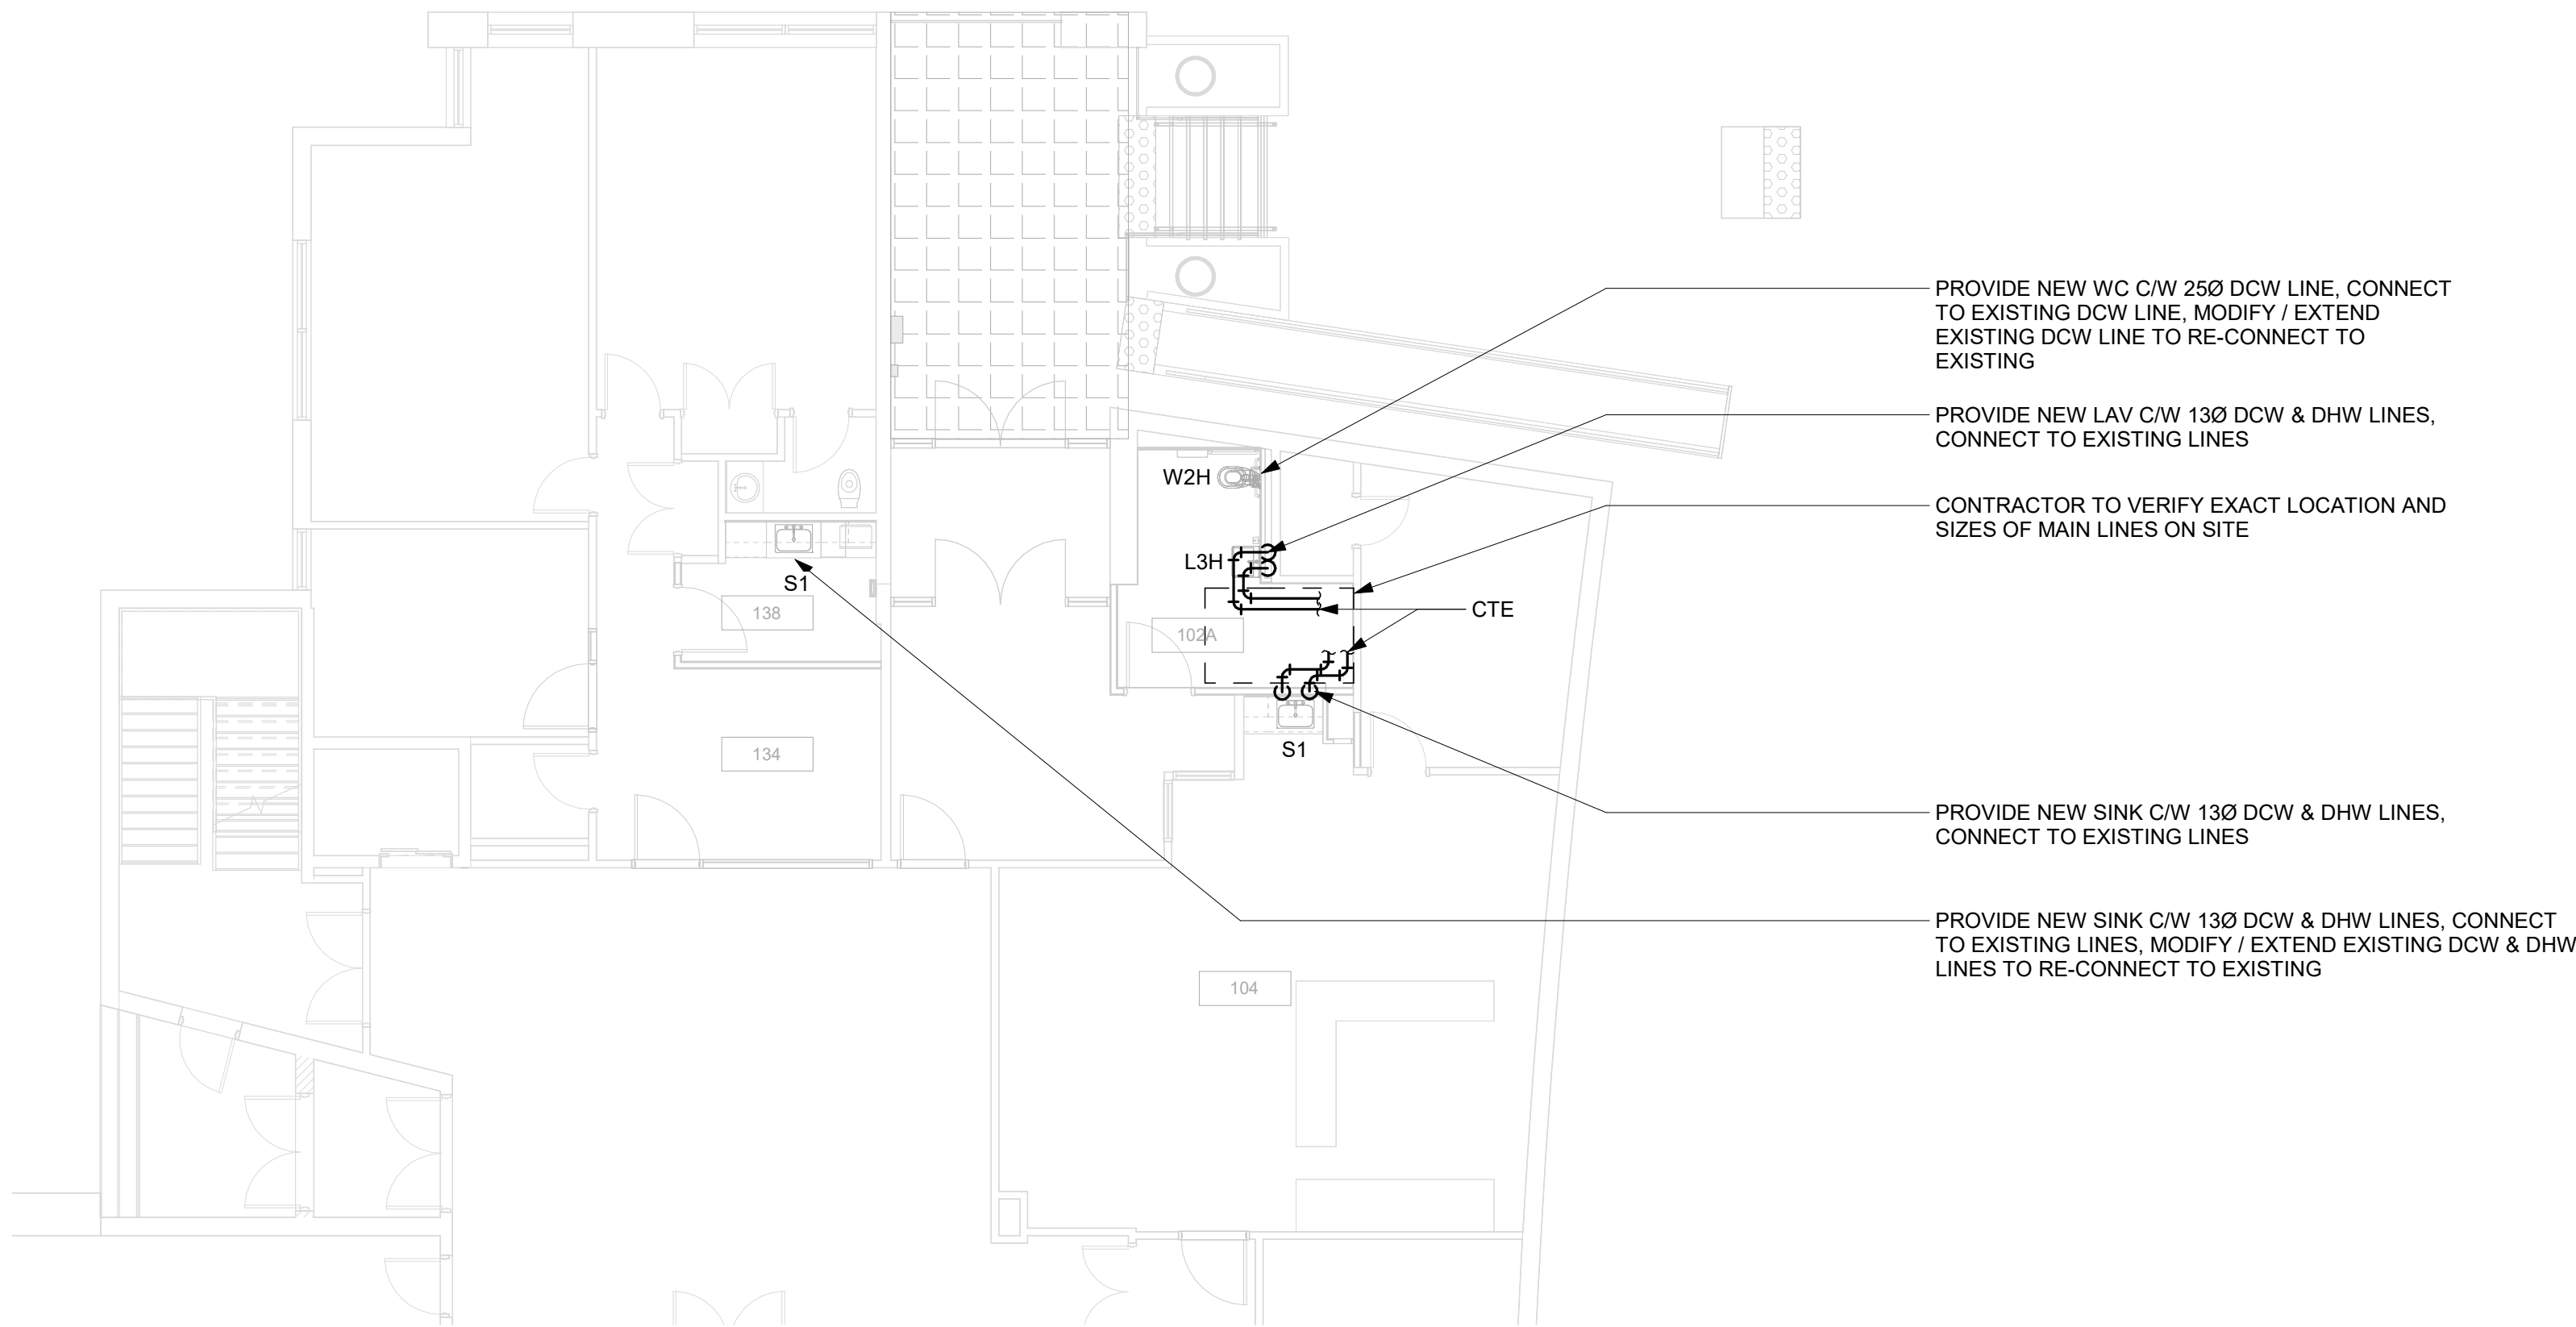 PROVIDE NEW WC C/W 25Ø DCW LINE, CONNECT
TO EXISTING DCW LINE, MODIFY / EXTEND
EXISTING DCW LINE TO RE-CONNECT TO
EXISTING
PROVIDE NEW LAV C/W 13Ø DCW & DHW LINES,
CONNECT TO EXISTING LINES
W2H
CONTRACTOR TO VERIFY EXACT LOCATION AND
SIZES OF MAIN LINES ON SITE
L3H
S1
138
CTE
102A
134
S1
PROVIDE NEW SINK C/W 13Ø DCW & DHW LINES,
CONNECT TO EXISTING LINES
PROVIDE NEW SINK C/W 13Ø DCW & DHW LINES, CONNECT
TO EXISTING LINES, MODIFY / EXTEND EXISTING DCW & DHW
LINES TO RE-CONNECT TO EXISTING
104